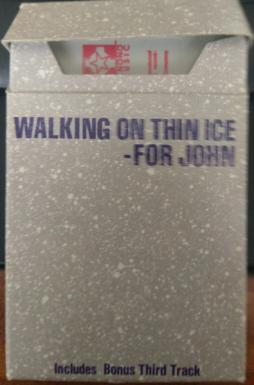 WALKING ON THIN ICE
-FOR JOHN
Includes Bonus Third Track